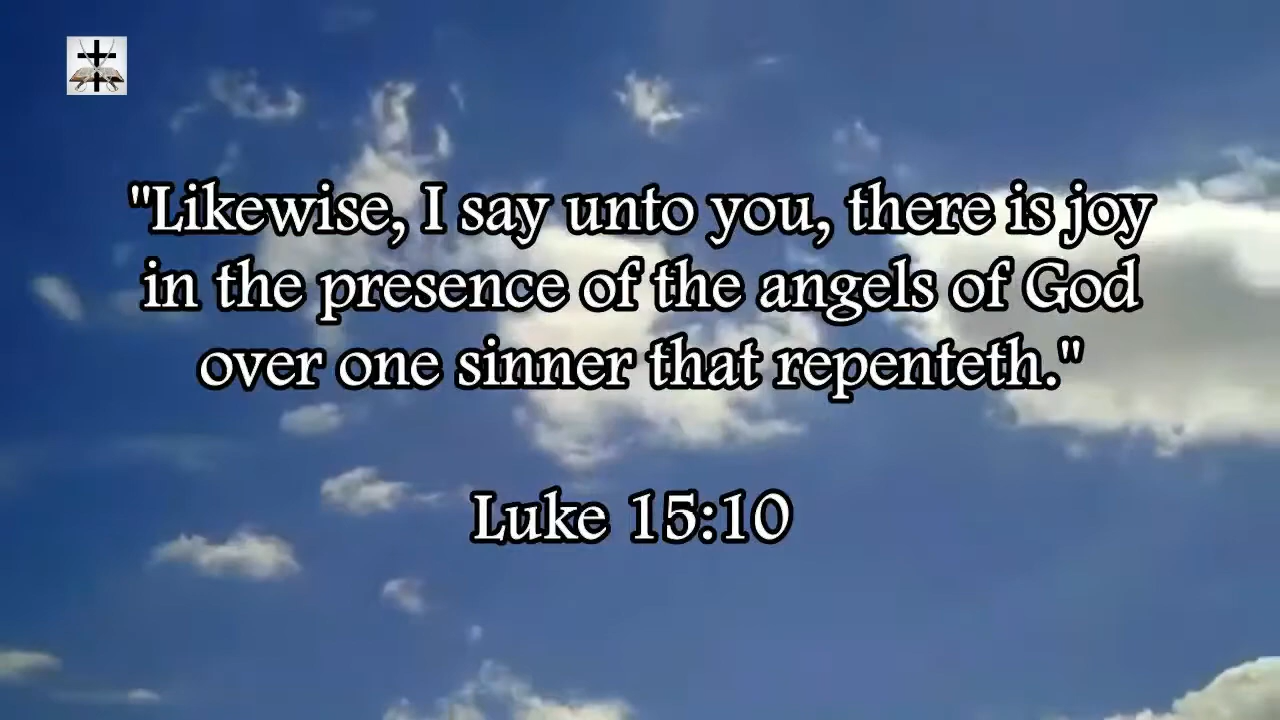 "Likewise, I say unto you, there is joy
in the presence of the angels of God
over one sinner that repenteth."
Luke 15:10